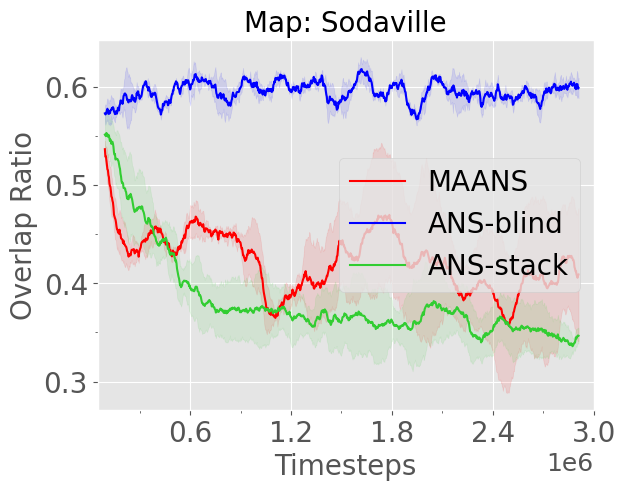 Map: Sodaville
Overlap Ratio
0.6
0.5
0.4
0.3
MAANS
ANS-blind
ANS-stack
0.6 1.2 1.8 2.4 3.0
Timesteps
1e6